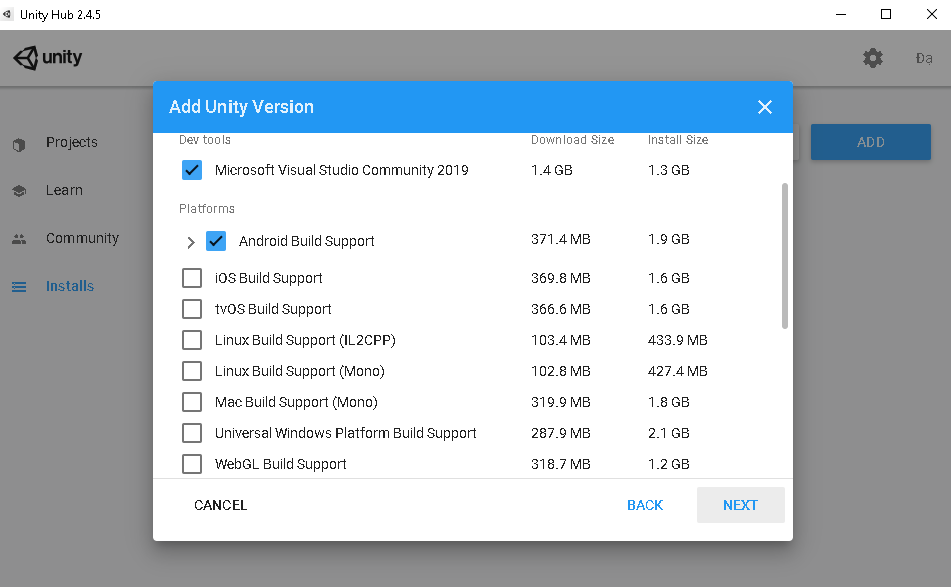 Unity Hub 2.4.5
unity
Đạ
Add Unity Version
Projects
Learn
Community
Installs
ADD
Dev tools Download Size Install Size
Microsoft Visual Studio Community 2019 1.4 GB 1.3 GB
Platforms
Android Build Support 371.4 MB 1.9 GB
iOS Build Support 369.8 MB 1.6 GB
tvOS Build Support 366.6 MB 1.6 GB
Linux Build Support (IL2CPP) 103.4 MB 433.9 MB
Linux Build Support (Mono) 102.8 MB 427.4 MB
Mac Build Support (Mono) 319.9 MB 1.8 GB
Universal Windows Platform Build Support 287.9 MB 2.1 GB
WebGL Build Support 318.7 MB 1.2 GB
CANCEL BACK NEXT